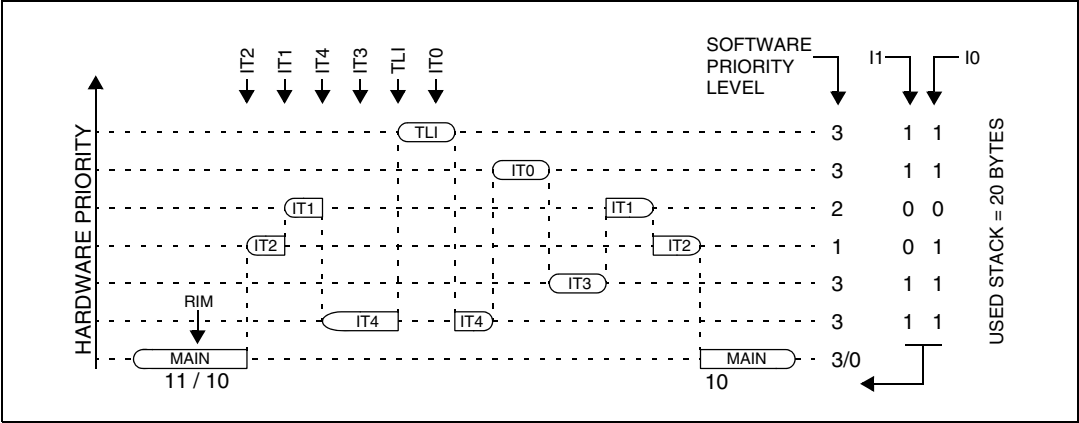 IT2
IT1
IT4
IT3
TLI
IT0
SOFTWARE
PRIORITY
LEVEL
I1
I0
HARDWARE PRIORITY
TLI
3
1 1
IT0
3
1 1
IT1
IT1
2
0 0
IT2
IT2
1
0 1
IT3
3
1 1
RIM
IT4
IT4
3
1 1
MAIN
MAIN
3/0
11 / 10
10
USED STACK = 20 BYTES